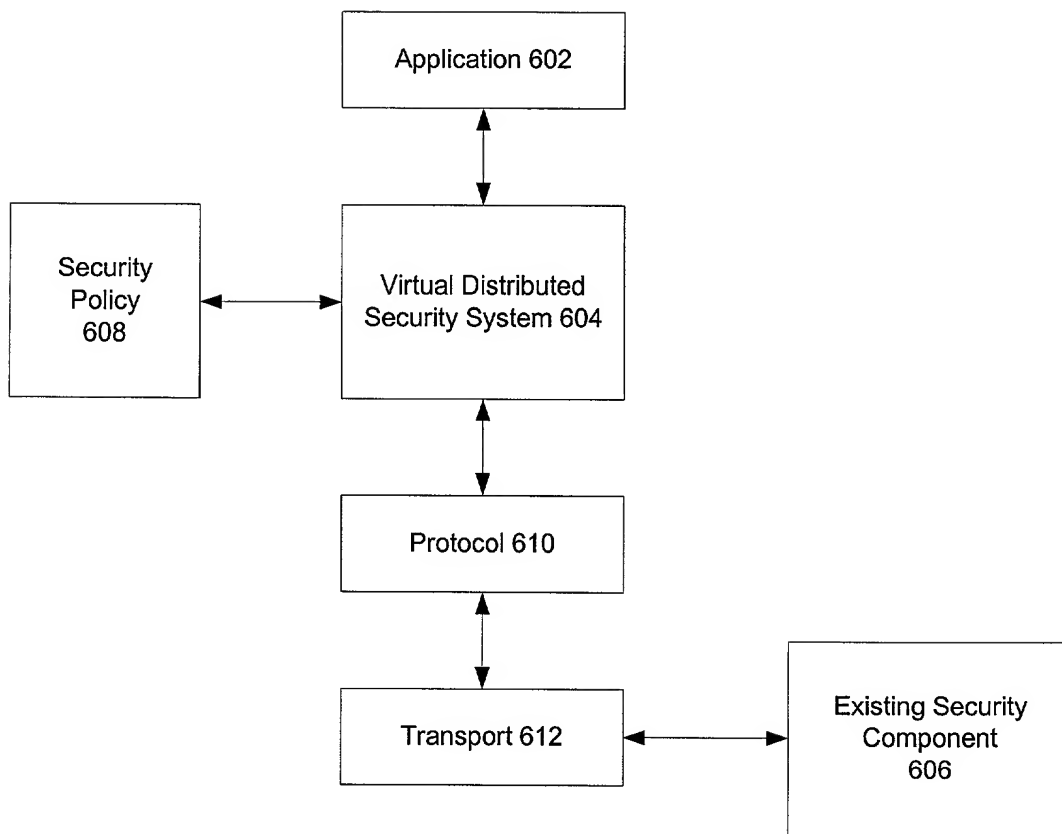 Application 602
Security
Policy
608
Virtual Distributed
Security System 604
Protocol 610
Transport 612
Existing Security
Component
606